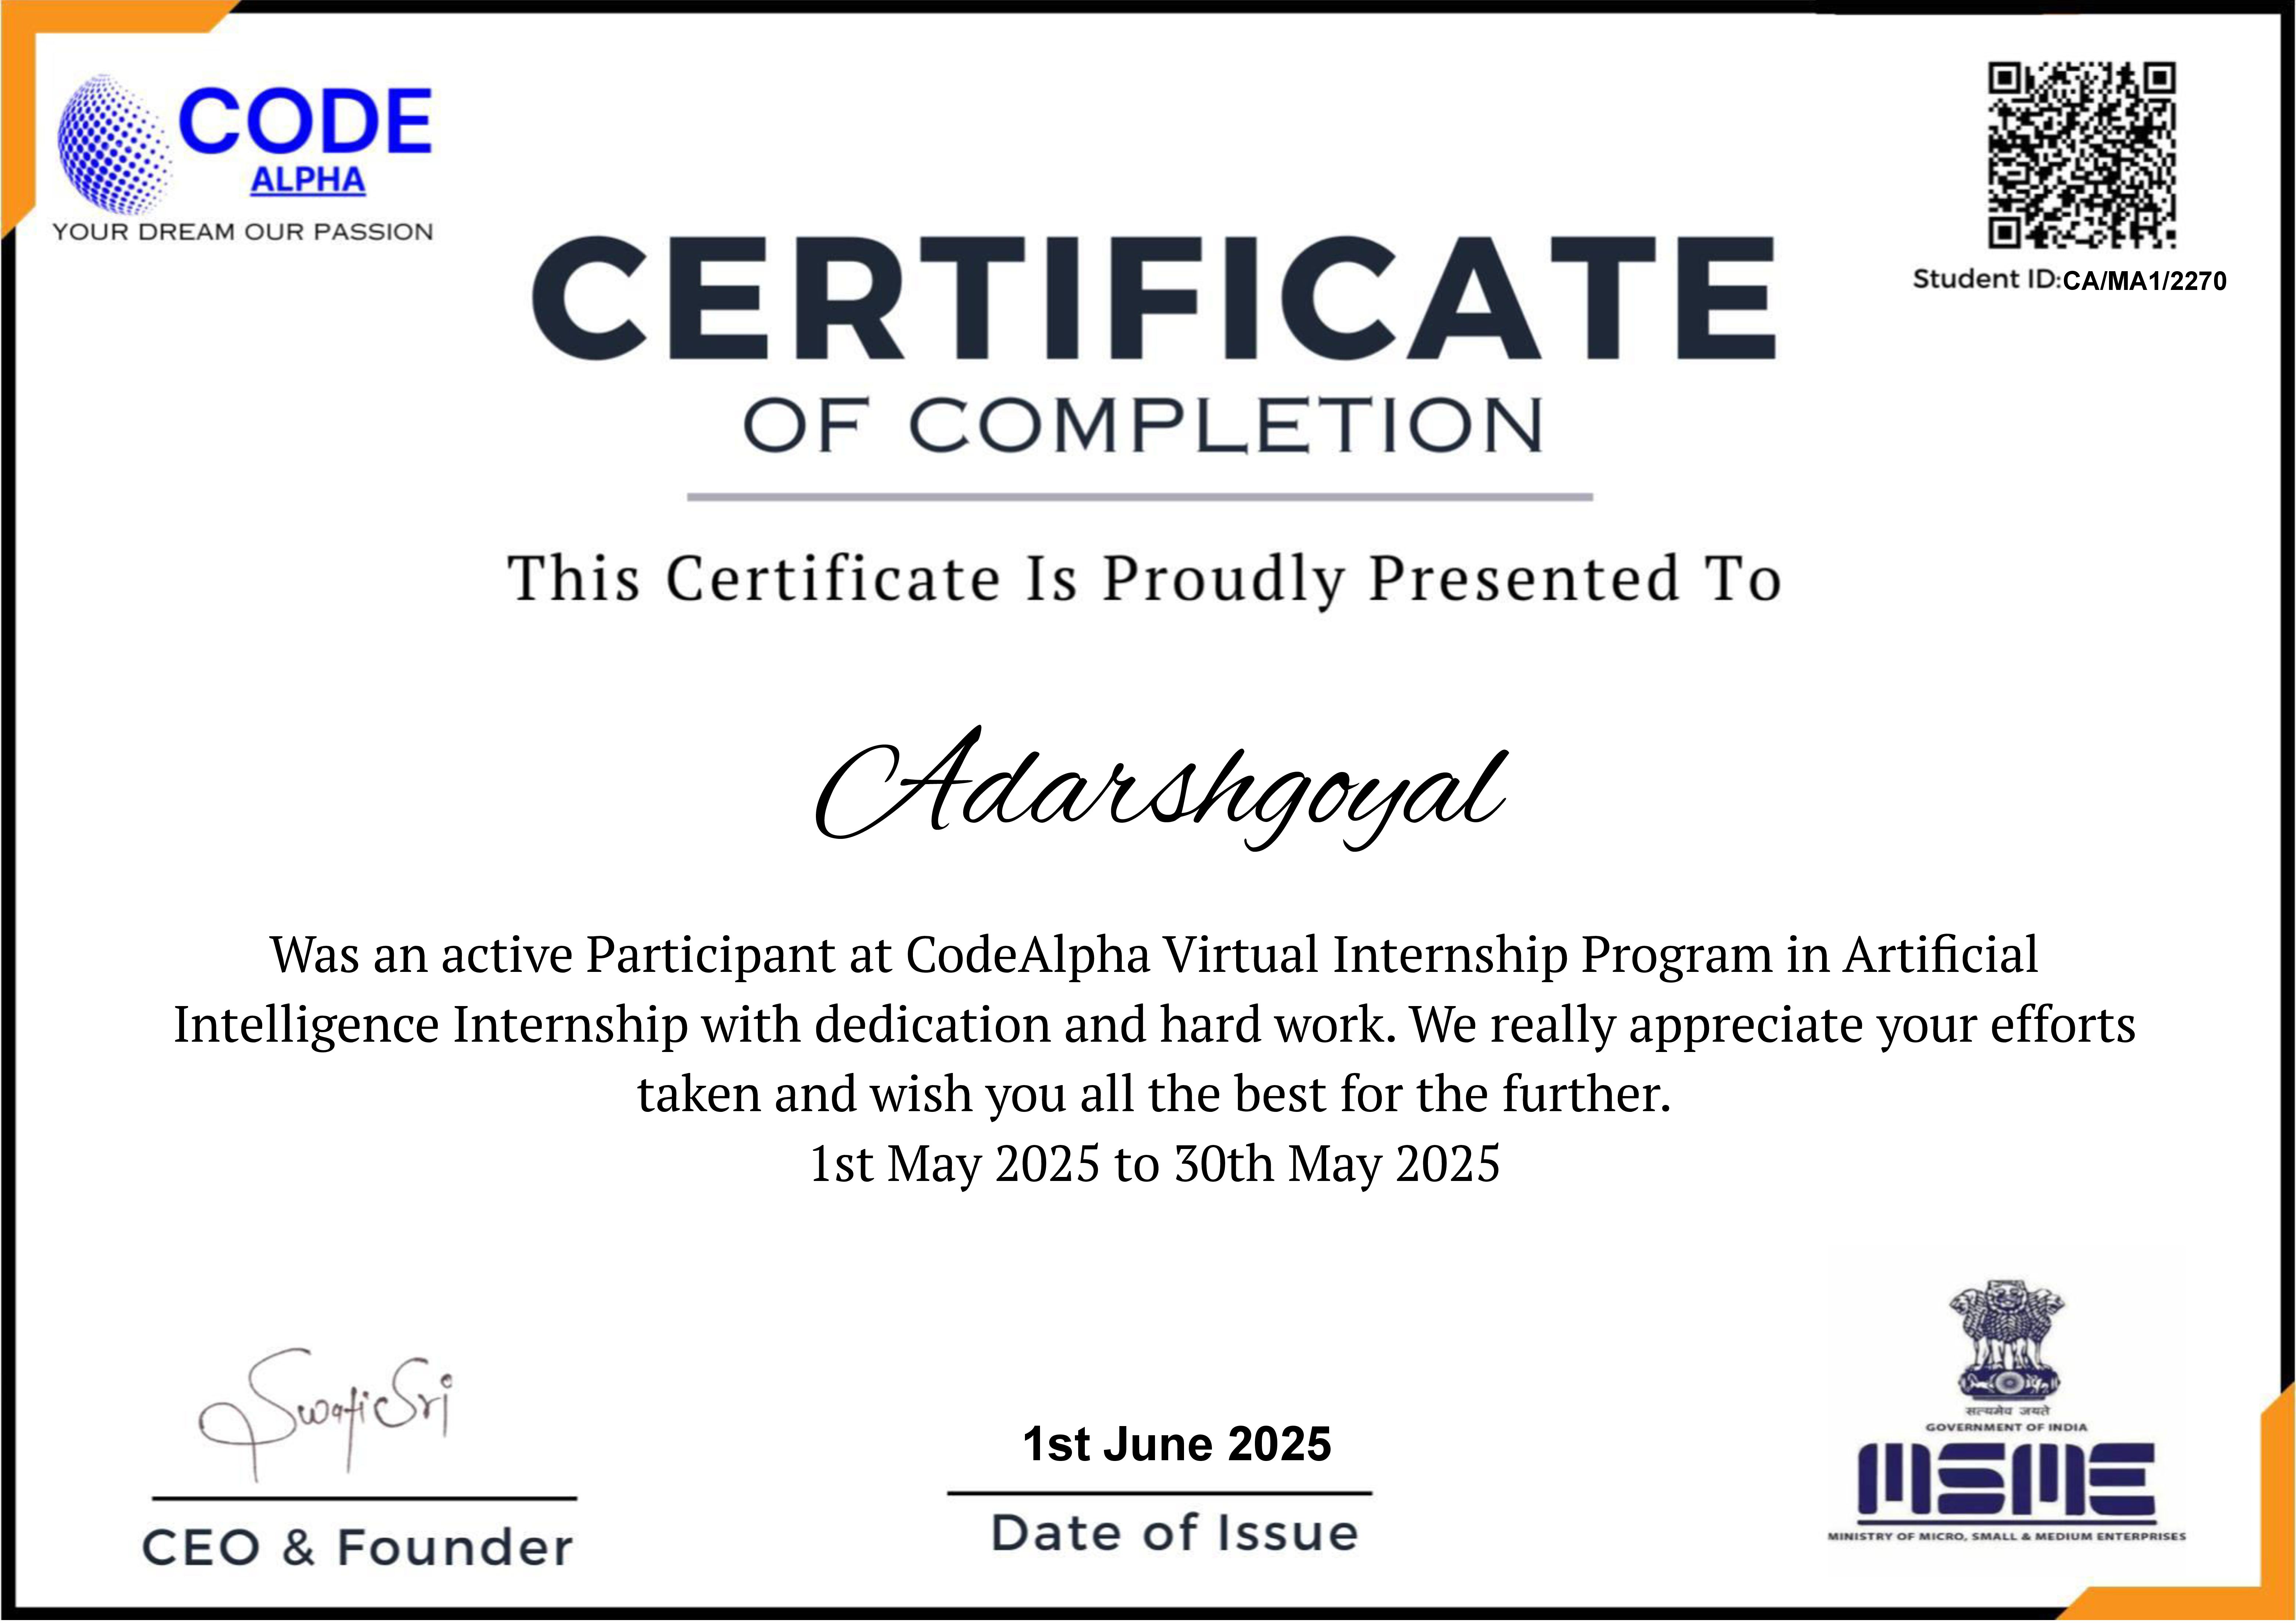 CODE
ALPHA
YOUR DREAM OUR PASSION
Student ID:CA/MA1/2270
CERTIFICATE
OF COMPLETION
This Certificate Is Proudly Presented To
Adarshgoyal
Was an active Participant at CodeAlpha Virtual Internship Program in Artificial
Intelligence Internship with dedication and hard work. We really appreciate your efforts
taken and wish you all the best for the further.
1st May 2025 to 30th May 2025
SwatiSri
CEO & Founder
1st June 2025
Date of Issue
सत्यमेव जयते
GOVERNMENT OF INDIA
MSME
MINISTRY OF MICRO, SMALL & MEDIUM ENTERPRISES